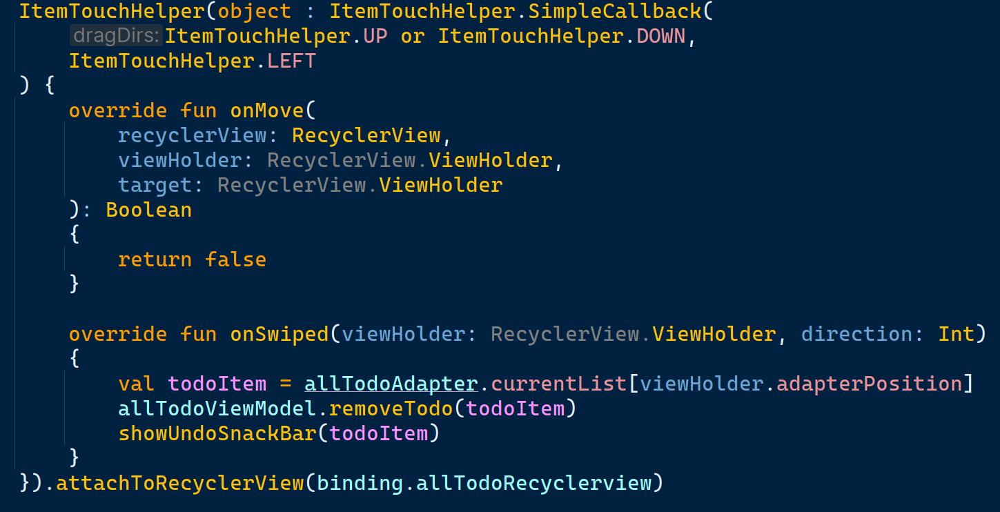 ItemTouchHelper(object : ItemTouchHelper.SimpleCallback(
dragDirs: ItemTouchHelper.UP or ItemTouchHelper.DOWN,
ItemTouchHelper.LEFT
) {
override fun onMove(
recyclerView: RecyclerView,
viewHolder: RecyclerView.ViewHolder,
target: RecyclerView.ViewHolder
): Boolean
{
return false
}
override fun onSwiped(viewHolder: RecyclerView.ViewHolder, direction: Int)
{
val todoItem = allTodoAdapter.currentList[viewHolder.adapterPosition]
allTodoViewModel.removeTodo(todoItem)
showUndoSnackBar(todoItem)
}
}).attachToRecyclerView(binding.allTodoRecyclerview)